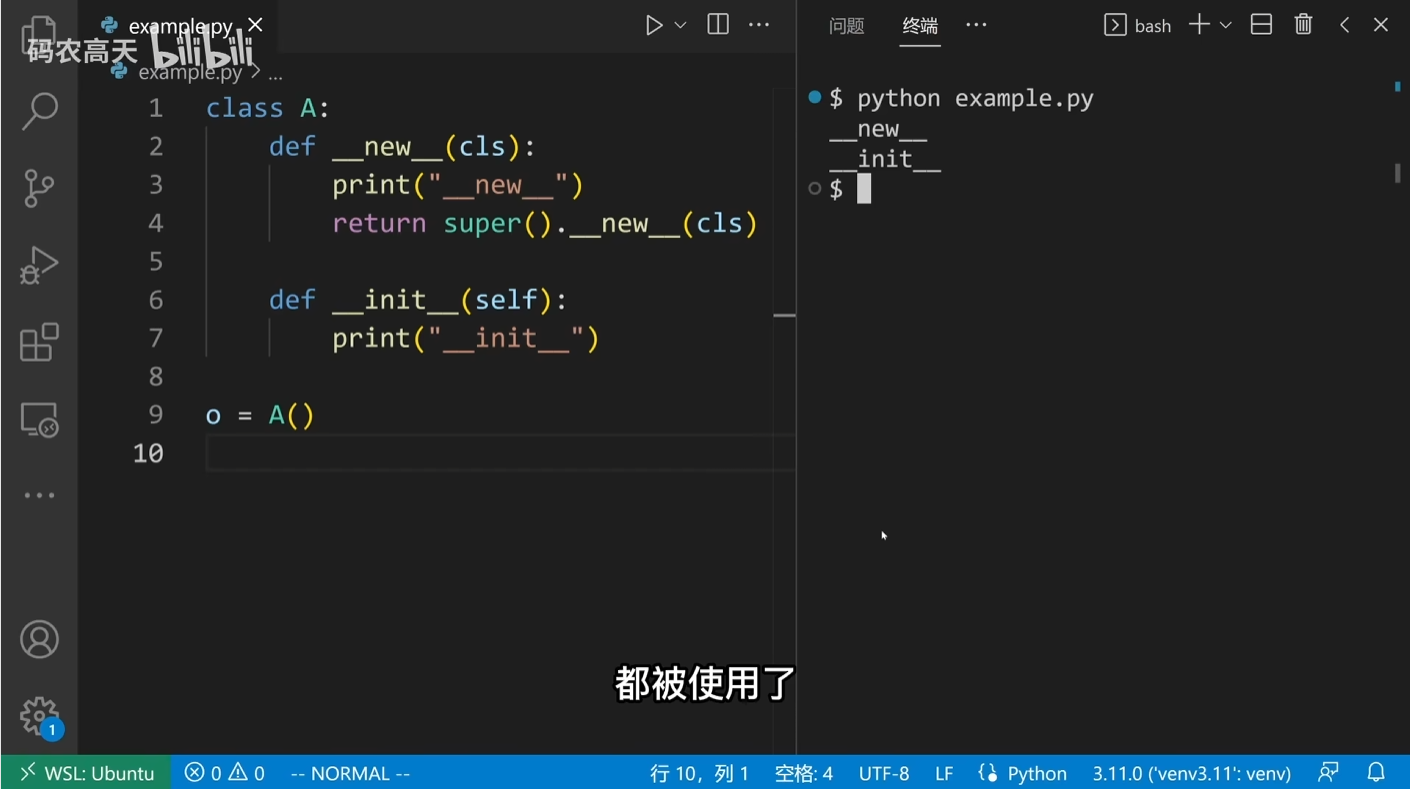 example.py
码农高天 bilibili
example.py > ...
1 class A:
2     def __new__(cls):
3         print("__new__")
4         return super().__new__(cls)
5
6     def __init__(self):
7         print("__init__")
8
9 o = A()
10
问题 终端 ... bash
$ python example.py
__new__
__init__
$
都被使用了
1
WSL: Ubuntu 0 0 -- NORMAL -- 行 10，列 1 空格: 4 UTF-8 LF Python 3.11.0 ('venv3.11': venv)